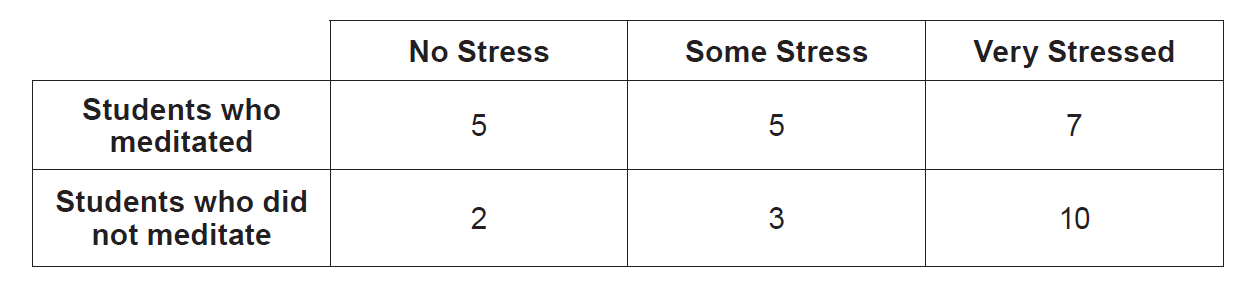 No Stress Some Stress Very Stressed
Students who
meditated
5 5 7
Students who did
not meditate
2 3 10